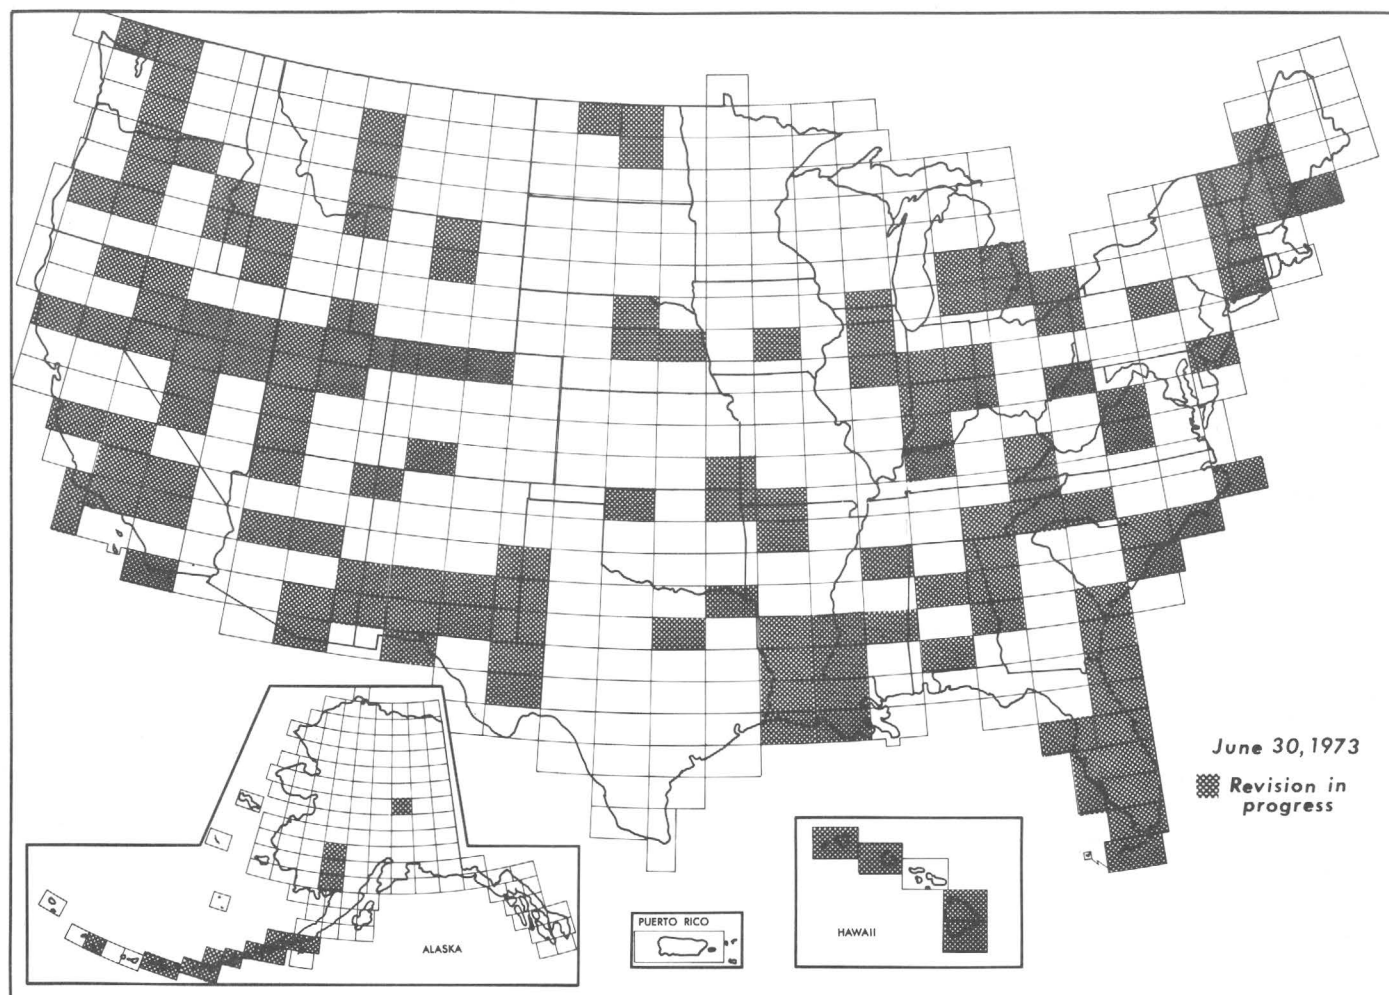 June 30, 1973
Revision in
progress
PUERTO RICO
HAWAII
ALASKA